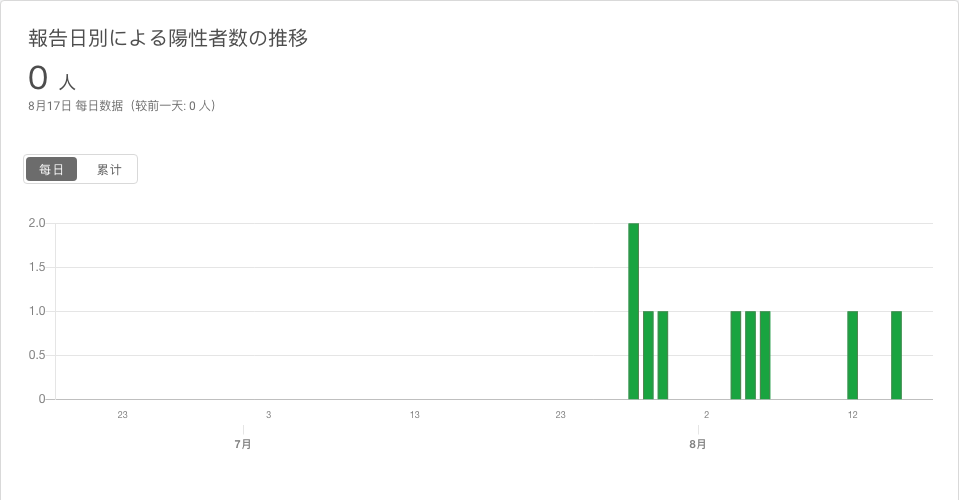 報告日別による陽性者数の推移
0 人
8月17日 每日数据（较前一天: 0 人）
每日 累计
2.0
1.5
1.0
0.5
0
23 3 13 23 2 12
7月 8月